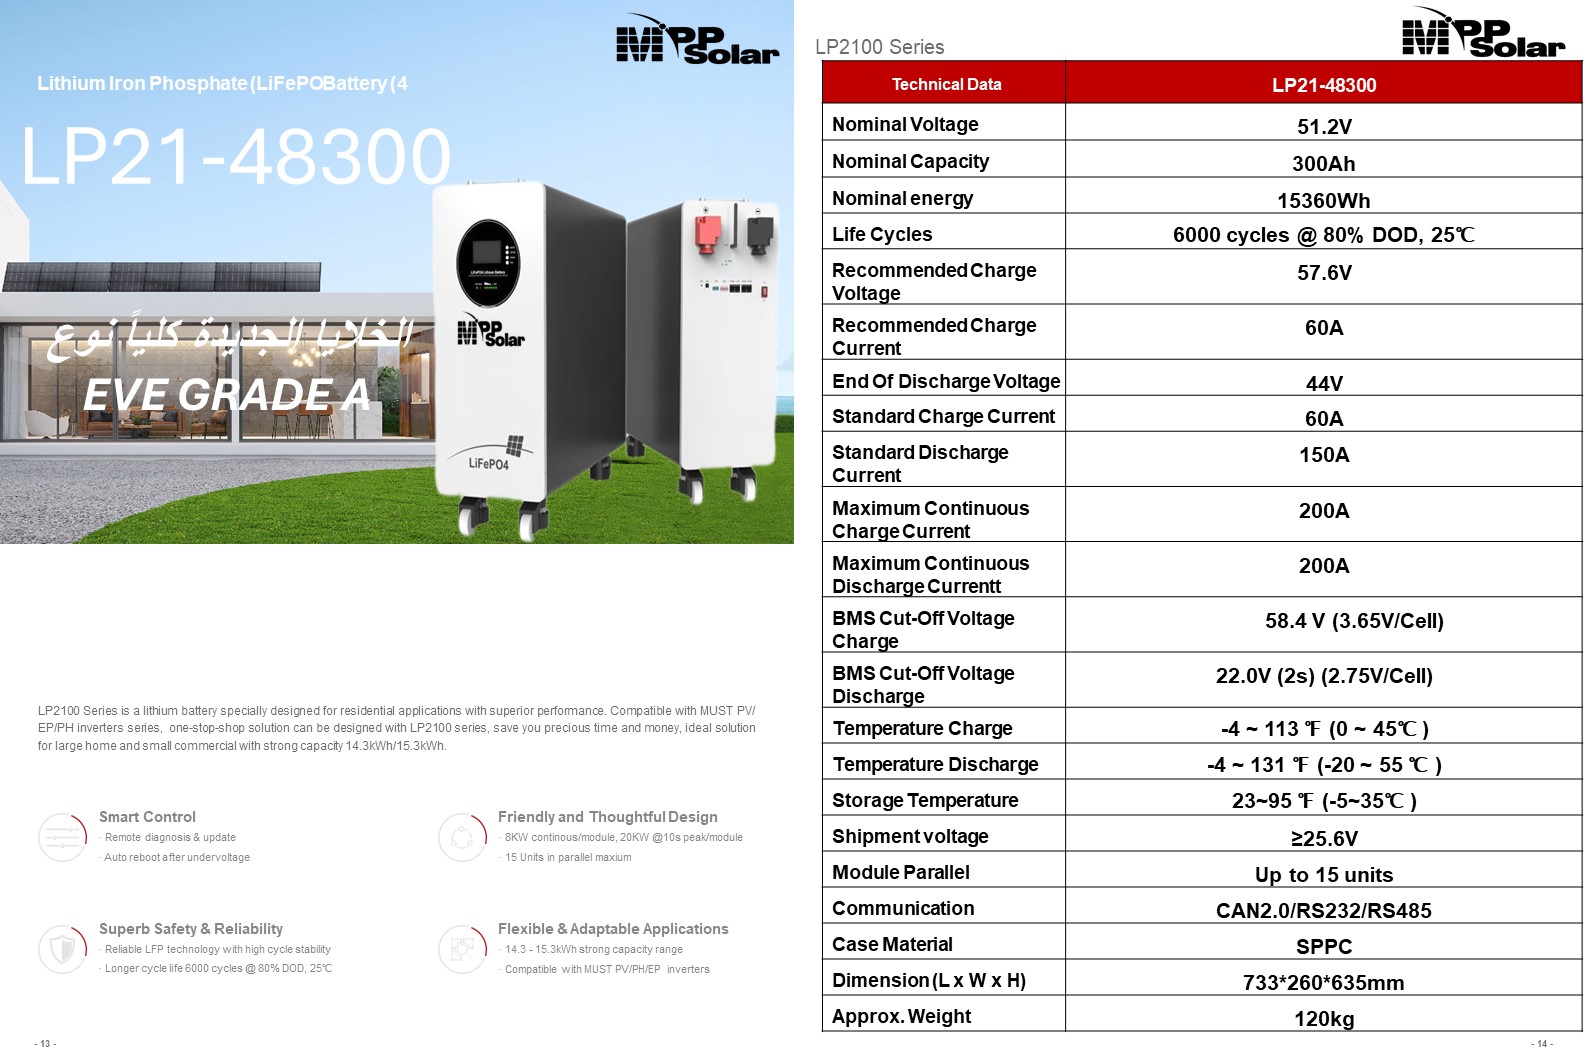 MPP Solar
Lithium Iron Phosphate (LiFePOBattery (4
LP21-48300
الخلايا الجديدة كلياً نوع
EVE GRADE A
LiFePO4 Lithium Battery
MPP Solar
LiFePO4
LP2100 Series is a lithium battery specially designed for residential applications with superior performance. Compatible with MUST PV/
EP/PH inverters series, one-stop-shop solution can be designed with LP2100 series, save you precious time and money, ideal solution
for large home and small commercial with strong capacity 14.3kWh/15.3kWh.
Smart Control
· Remote diagnosis & update
· Auto reboot after undervoltage
Friendly and Thoughtful Design
· 8KW continous/module, 20KW @10s peak/module
· 15 Units in parallel maxium
Superb Safety & Reliability
· Reliable LFP technology with high cycle stability
· Longer cycle life 6000 cycles @ 80% DOD, 25℃
Flexible & Adaptable Applications
· 14.3 - 15.3kWh strong capacity range
· Compatible with MUST PV/PH/EP inverters
- 13 -
LP2100 Series
MPP Solar
Technical Data LP21-48300
Nominal Voltage 51.2V
Nominal Capacity 300Ah
Nominal energy 15360Wh
Life Cycles 6000 cycles @ 80% DOD, 25℃
Recommended Charge
Voltage
57.6V
Recommended Charge
Current
60A
End Of Discharge Voltage 44V
Standard Charge Current 60A
Standard Discharge
Current
150A
Maximum Continuous
Charge Current
200A
Maximum Continuous
Discharge Currentt
200A
BMS Cut-Off Voltage
Charge
58.4 V (3.65V/Cell)
BMS Cut-Off Voltage
Discharge
22.0V (2s) (2.75V/Cell)
Temperature Charge -4 ~ 113 ℉ (0 ~ 45℃ )
Temperature Discharge -4 ~ 131 ℉ (-20 ~ 55 ℃ )
Storage Temperature 23~95 ℉ (-5~35℃ )
Shipment voltage ≥25.6V
Module Parallel Up to 15 units
Communication CAN2.0/RS232/RS485
Case Material SPPC
Dimension (L x W x H) 733*260*635mm
Approx. Weight 120kg
- 14 -